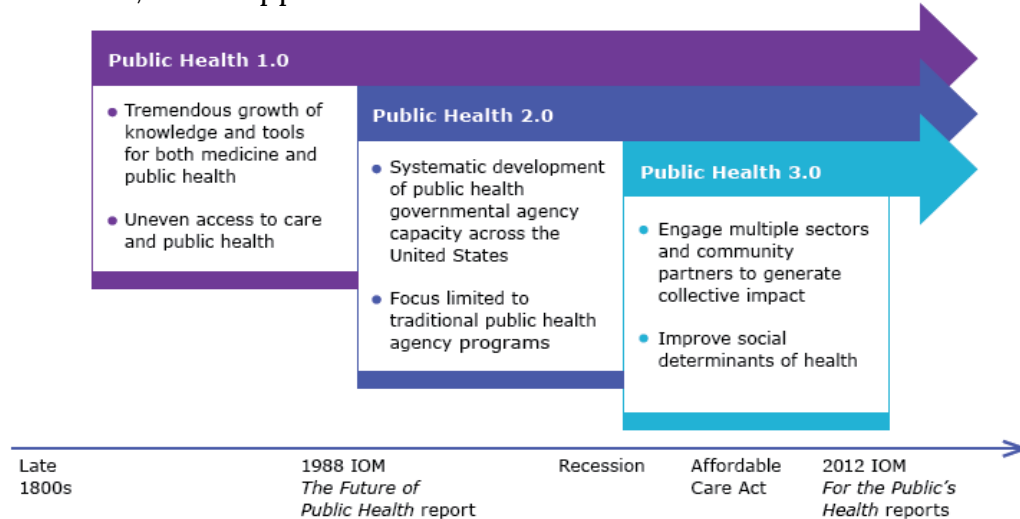 Public Health 1.0
Tremendous growth of
knowledge and tools
for both medicine and
public health
Uneven access to care
and public health
Public Health 2.0
Systematic development
of public health
governmental agency
capacity across the
United States
Focus limited to
traditional public health
agency programs
Public Health 3.0
Engage multiple sectors
and community
partners to generate
collective impact
Improve social
determinants of health
Late
1800s
1988 IOM
The Future of
Public Health report
Recession
Affordable
Care Act
2012 IOM
For the Public's
Health reports